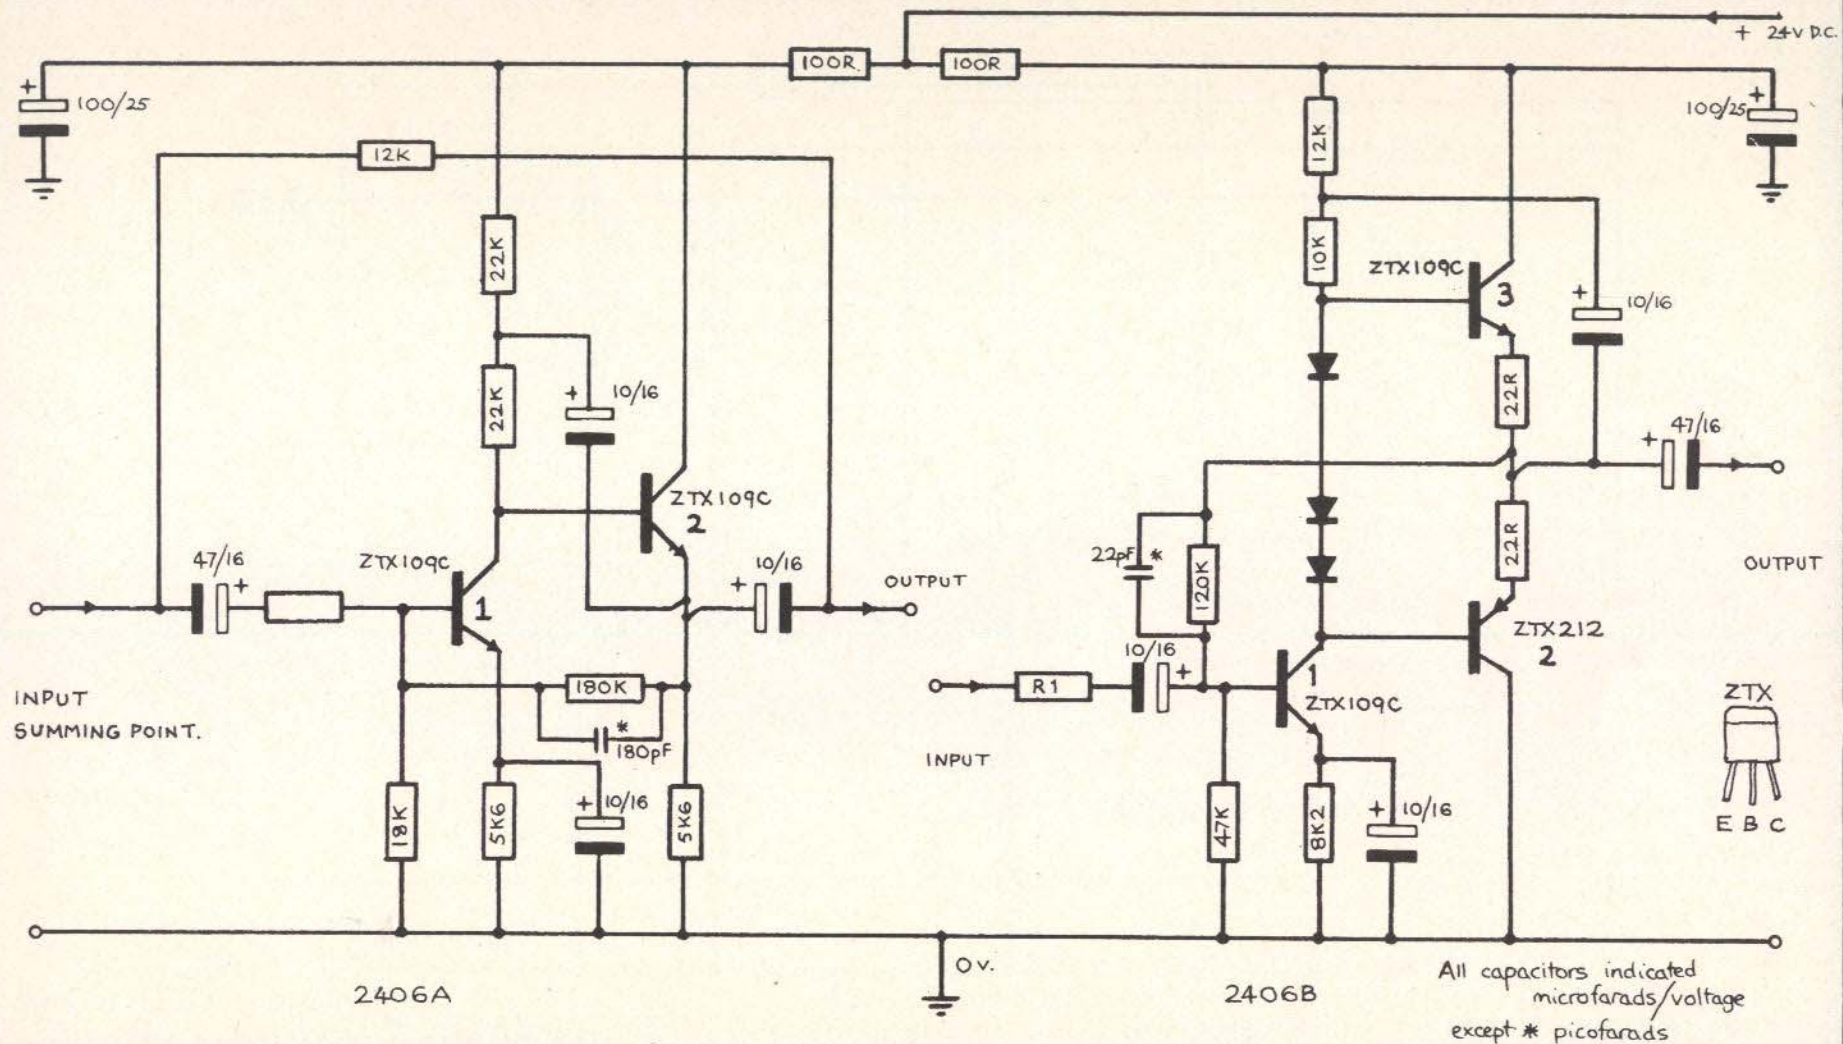 + 24V D.C.
100R
100R
+
100/25
100/25
+
12K
12K
22K
10K
ZTX109C
3
+
10/16
22K
+
10/16
22R
47/16
+
ZTX109C
2
22R
OUTPUT
22pF *
120K
ZTX109C
47/16
+
1
10/16
+
OUTPUT
ZTX212
2
10/16
+
1
ZTX109C
R1
INPUT
SUMMING POINT.
180K
*
180pF
INPUT
ZTX
E B C
18K
5K6
+ 10/16
5K6
47K
8K2
+ 10/16
0v.
2406A
2406B
All capacitors indicated
microfarads/voltage
except * picofarads